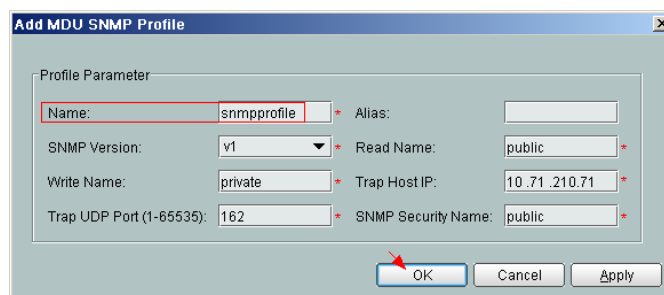 Add MDU SNMP Profile
Profile Parameter
Name: snmpprofile * Alias:
SNMP Version: v1 * Read Name: public *
Write Name: private * Trap Host IP: 10 .71 .210.71 *
Trap UDP Port (1-65535): 162 * SNMP Security Name: public *
OK Cancel Apply